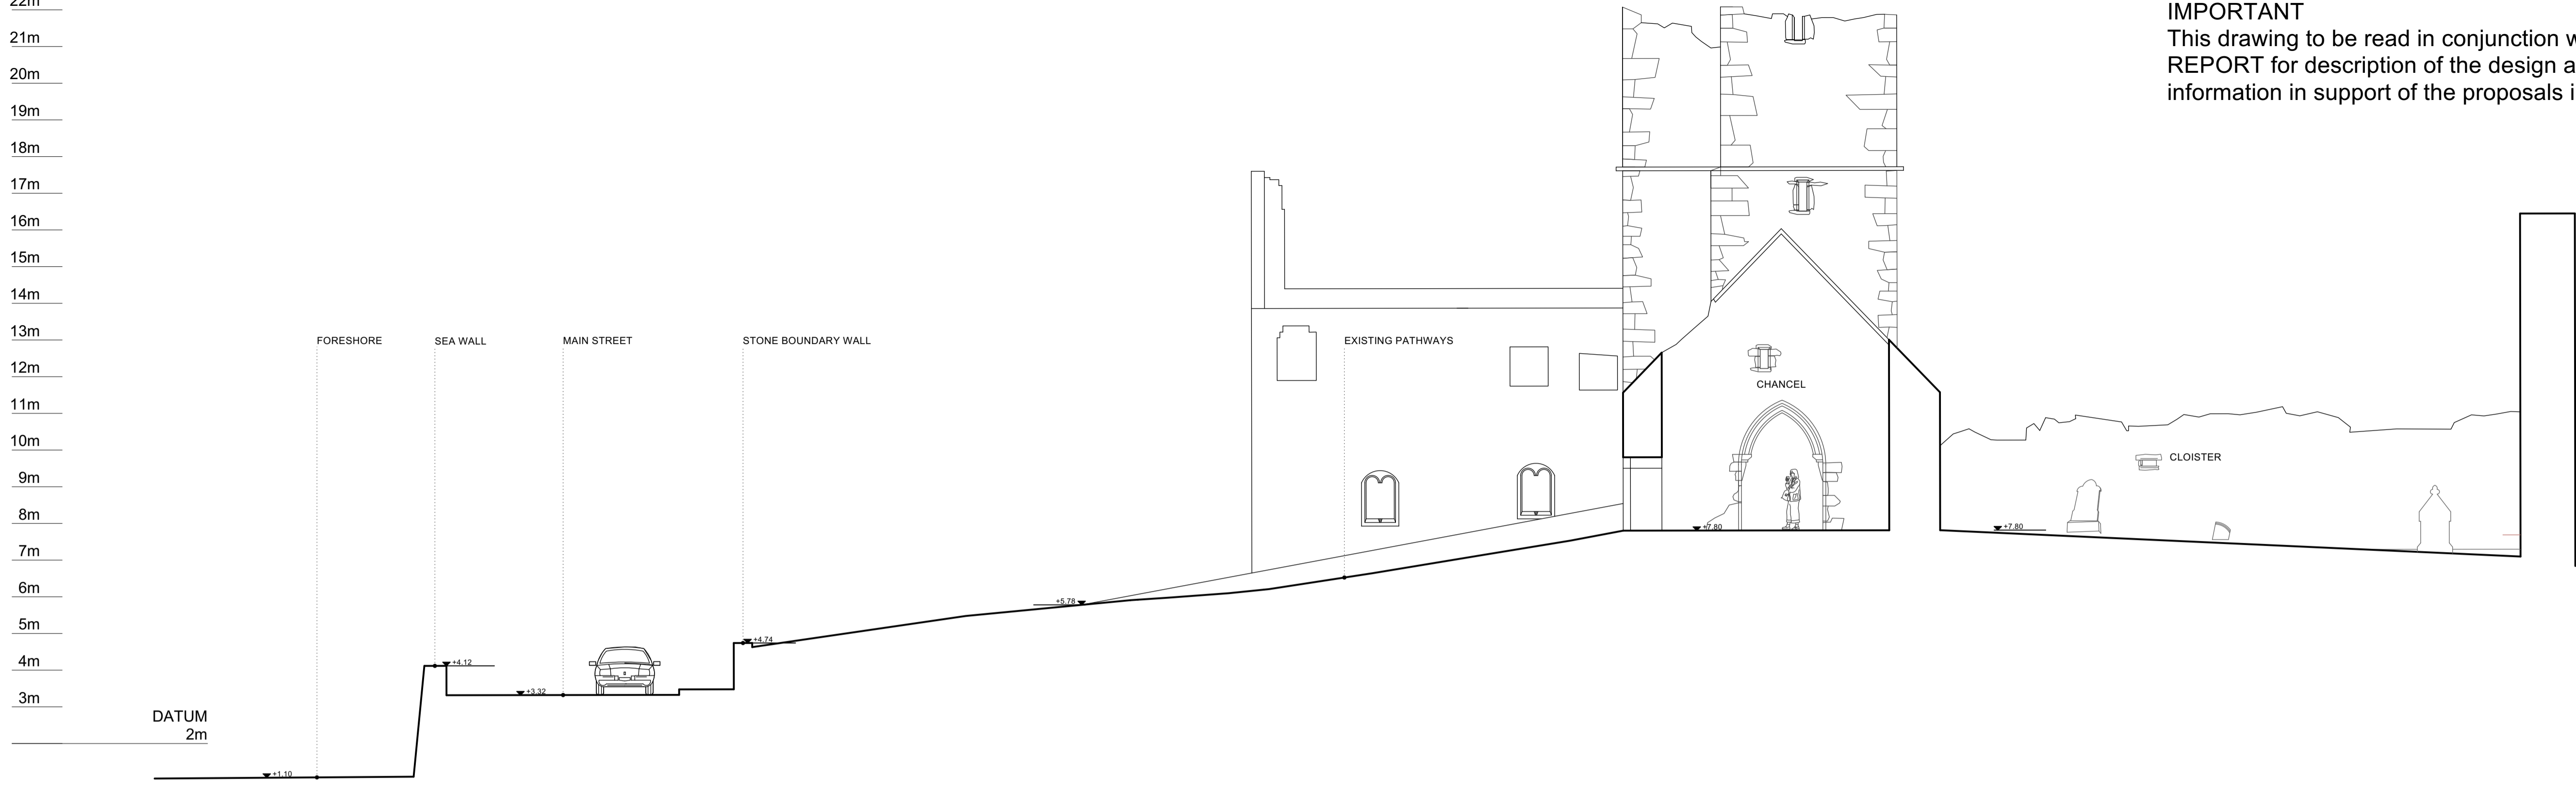 22m
21m
20m
19m
18m
17m
16m
15m
14m
13m
12m
11m
10m
9m
8m
7m
6m
5m
4m
3m
DATUM
2m
IMPORTANT
This drawing to be read in conjunction w
REPORT for description of the design a
information in support of the proposals i
FORESHORE
SEA WALL
MAIN STREET
STONE BOUNDARY WALL
EXISTING PATHWAYS
CHANCEL
CLOISTER
+7.80
+7.80
+5.78
+4.74
+4.12
+3.32
+1.10